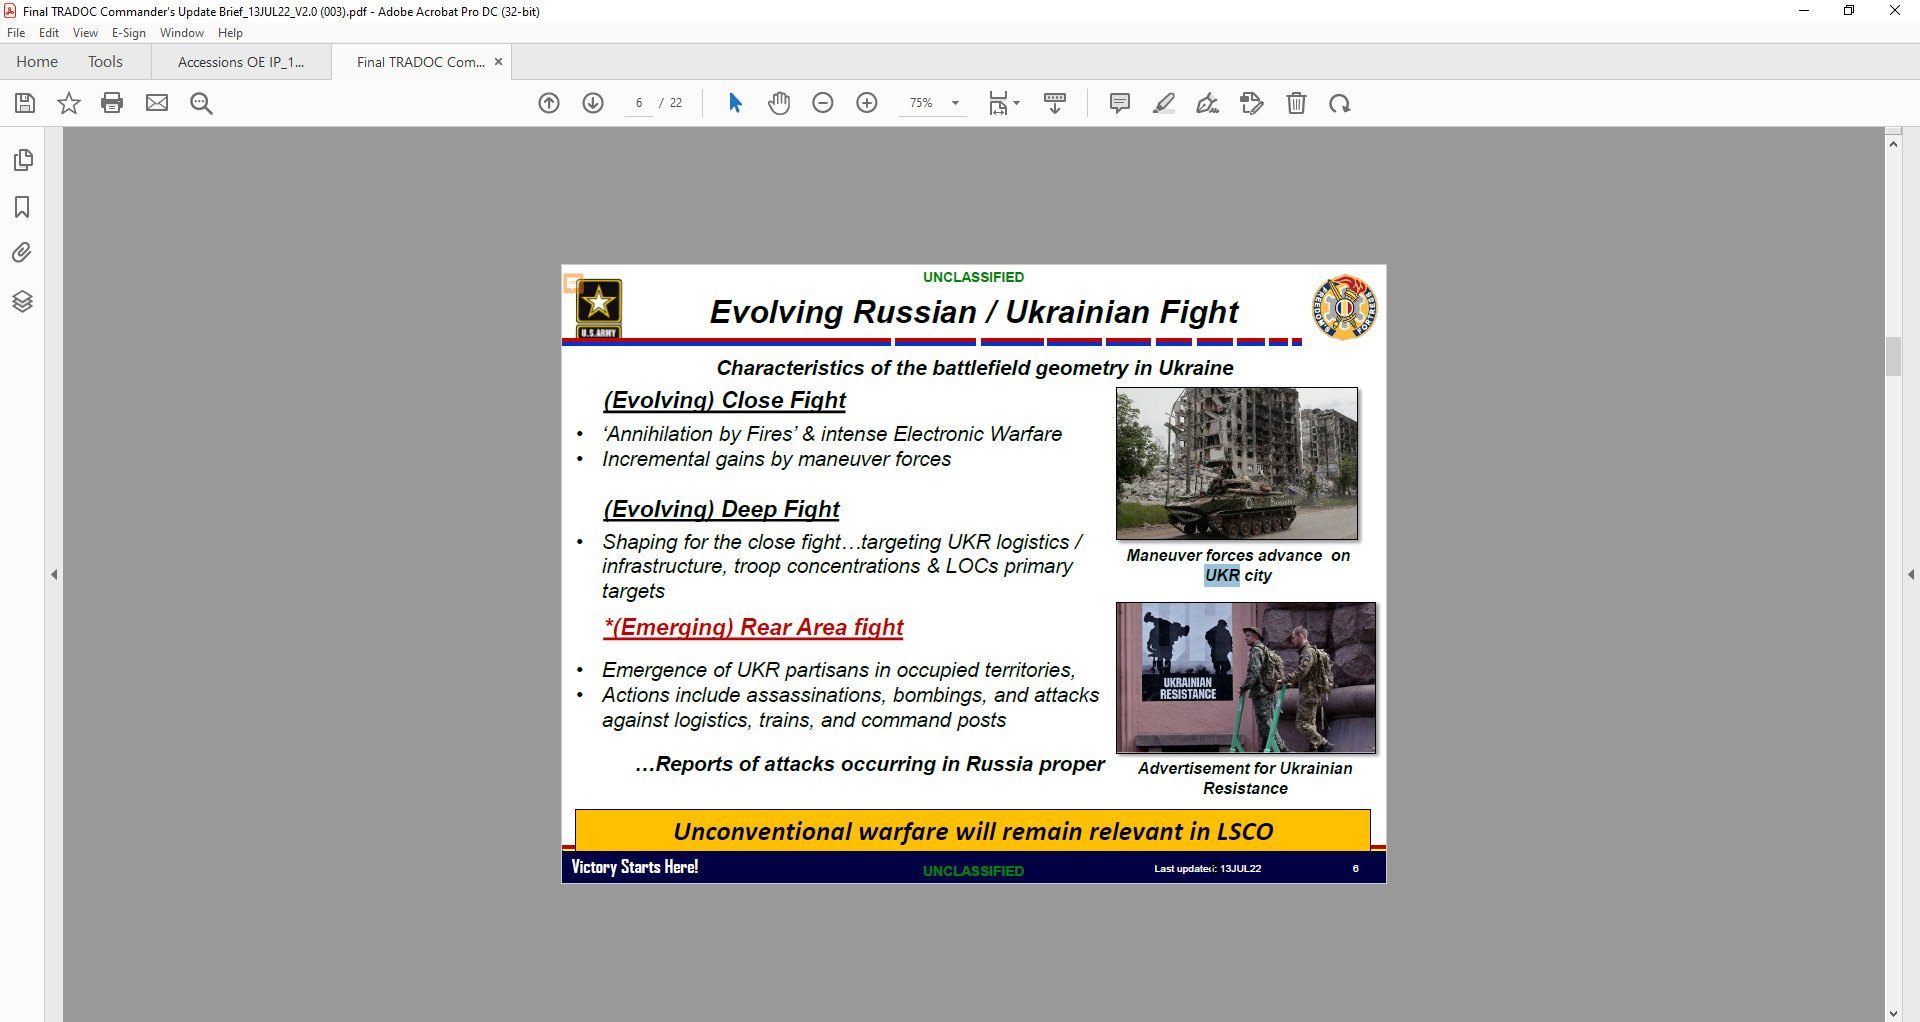 Final TRADOC Commander's Update Brief_13JUL22_V2.0 (003).pdf - Adobe Acrobat Pro DC (32-bit)
File Edit View E-Sign Window Help
Home Tools Accessions OE IP_1... Final TRADOC Com... ×
6 / 22 75%
UNCLASSIFIED
U.S. ARMY
FREEDOM'S FORTRESS
Evolving Russian / Ukrainian Fight
Characteristics of the battlefield geometry in Ukraine
(Evolving) Close Fight
• ‘Annihilation by Fires’ & intense Electronic Warfare
• Incremental gains by maneuver forces
(Evolving) Deep Fight
• Shaping for the close fight…targeting UKR logistics /
infrastructure, troop concentrations & LOCs primary
targets
*(Emerging) Rear Area fight
• Emergence of UKR partisans in occupied territories,
• Actions include assassinations, bombings, and attacks
against logistics, trains, and command posts
…Reports of attacks occurring in Russia proper
Maneuver forces advance on
UKR city
UKRAINIAN
RESISTANCE
Advertisement for Ukrainian
Resistance
Unconventional warfare will remain relevant in LSCO
Victory Starts Here!
UNCLASSIFIED
Last updated: 13JUL22
6